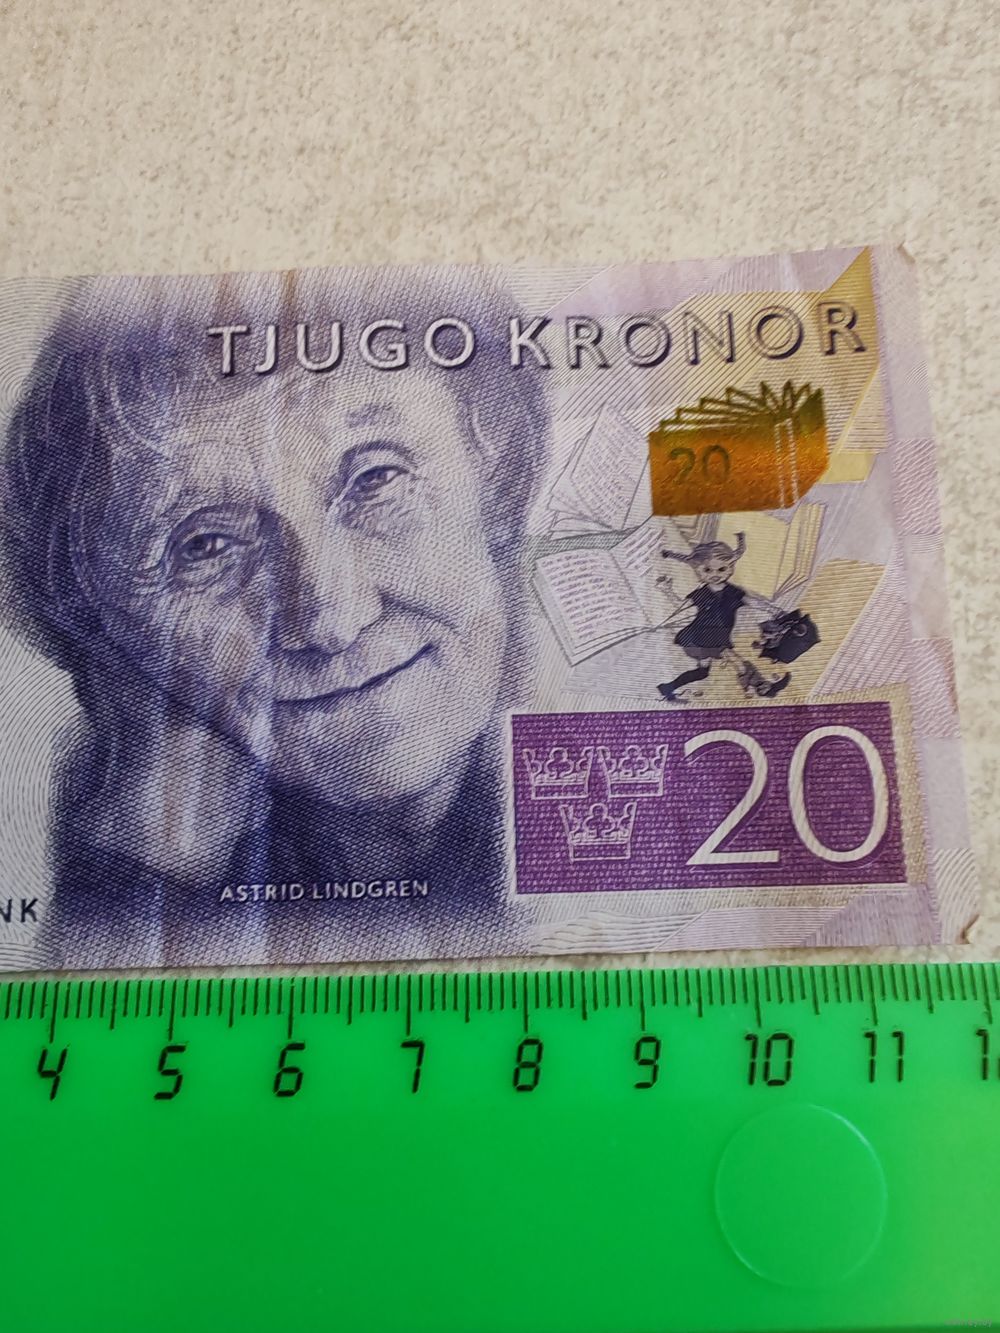 TJUGO KRONOR
20
20
ASTRID LINDGREN
NK
4 5 6 7 8 9 10 11